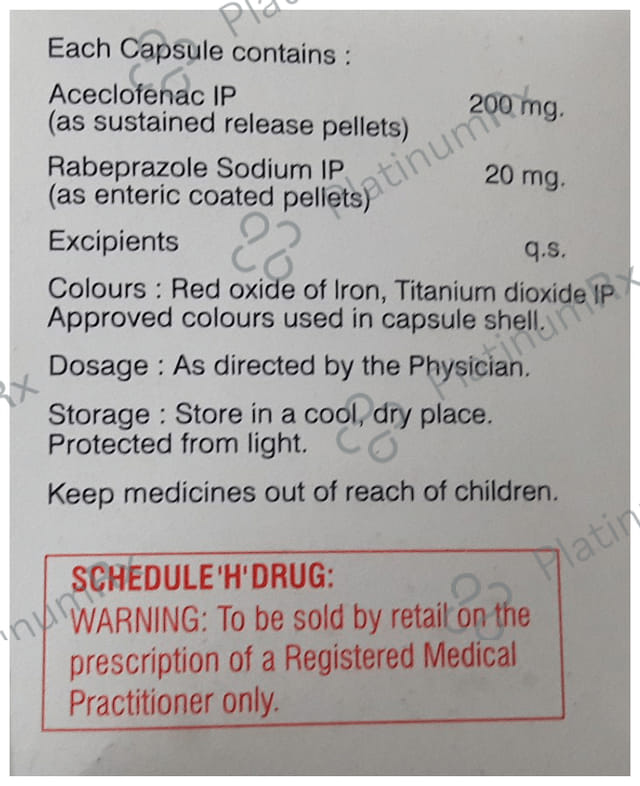 Each Capsule contains :
Aceclofenac IP 200 mg.
(as sustained release pellets)
Rabeprazole Sodium IP 20 mg.
(as enteric coated pellets)
Excipients q.s.
Colours : Red oxide of Iron, Titanium dioxide IP
Approved colours used in capsule shell.
Dosage : As directed by the Physician.
Storage : Store in a cool, dry place.
Protected from light.
Keep medicines out of reach of children.
SCHEDULE 'H' DRUG:
WARNING: To be sold by retail on the
prescription of a Registered Medical
Practitioner only.
PlatinumRx
PlatinumRx